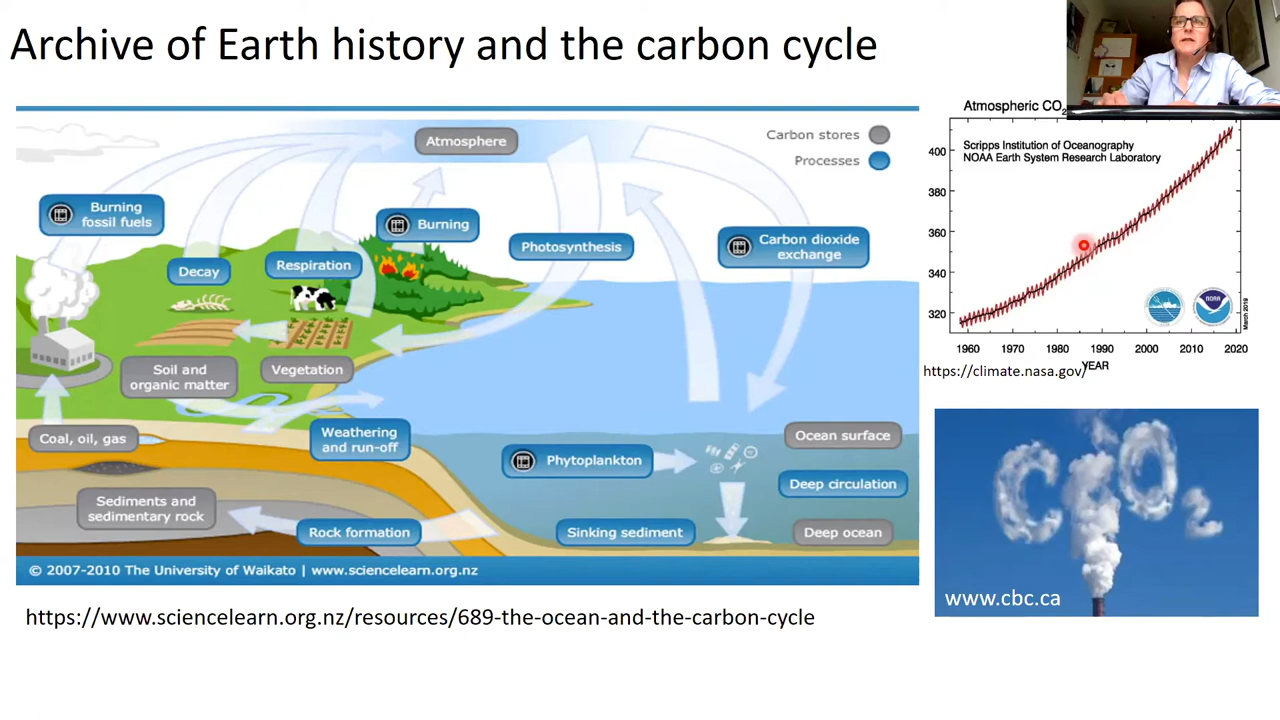 Archive of Earth history and the carbon cycle
Atmosphere
Carbon stores
Processes
Burning
fossil fuels
Burning
Photosynthesis
Carbon dioxide
exchange
Decay
Respiration
Soil and
organic matter
Vegetation
Coal, oil, gas
Weathering
and run-off
Phytoplankton
Ocean surface
Deep circulation
Sediments and
sedimentary rock
Rock formation
Sinking sediment
Deep ocean
© 2007-2010 The University of Waikato | www.sciencelearn.org.nz
https://www.sciencelearn.org.nz/resources/689-the-ocean-and-the-carbon-cycle
Atmospheric CO2
Scripps Institution of Oceanography
NOAA Earth System Research Laboratory
400
380
360
340
320
NOAA
March 2019
1960 1970 1980 1990 2000 2010 2020
YEAR
https://climate.nasa.gov/
CO2
www.cbc.ca